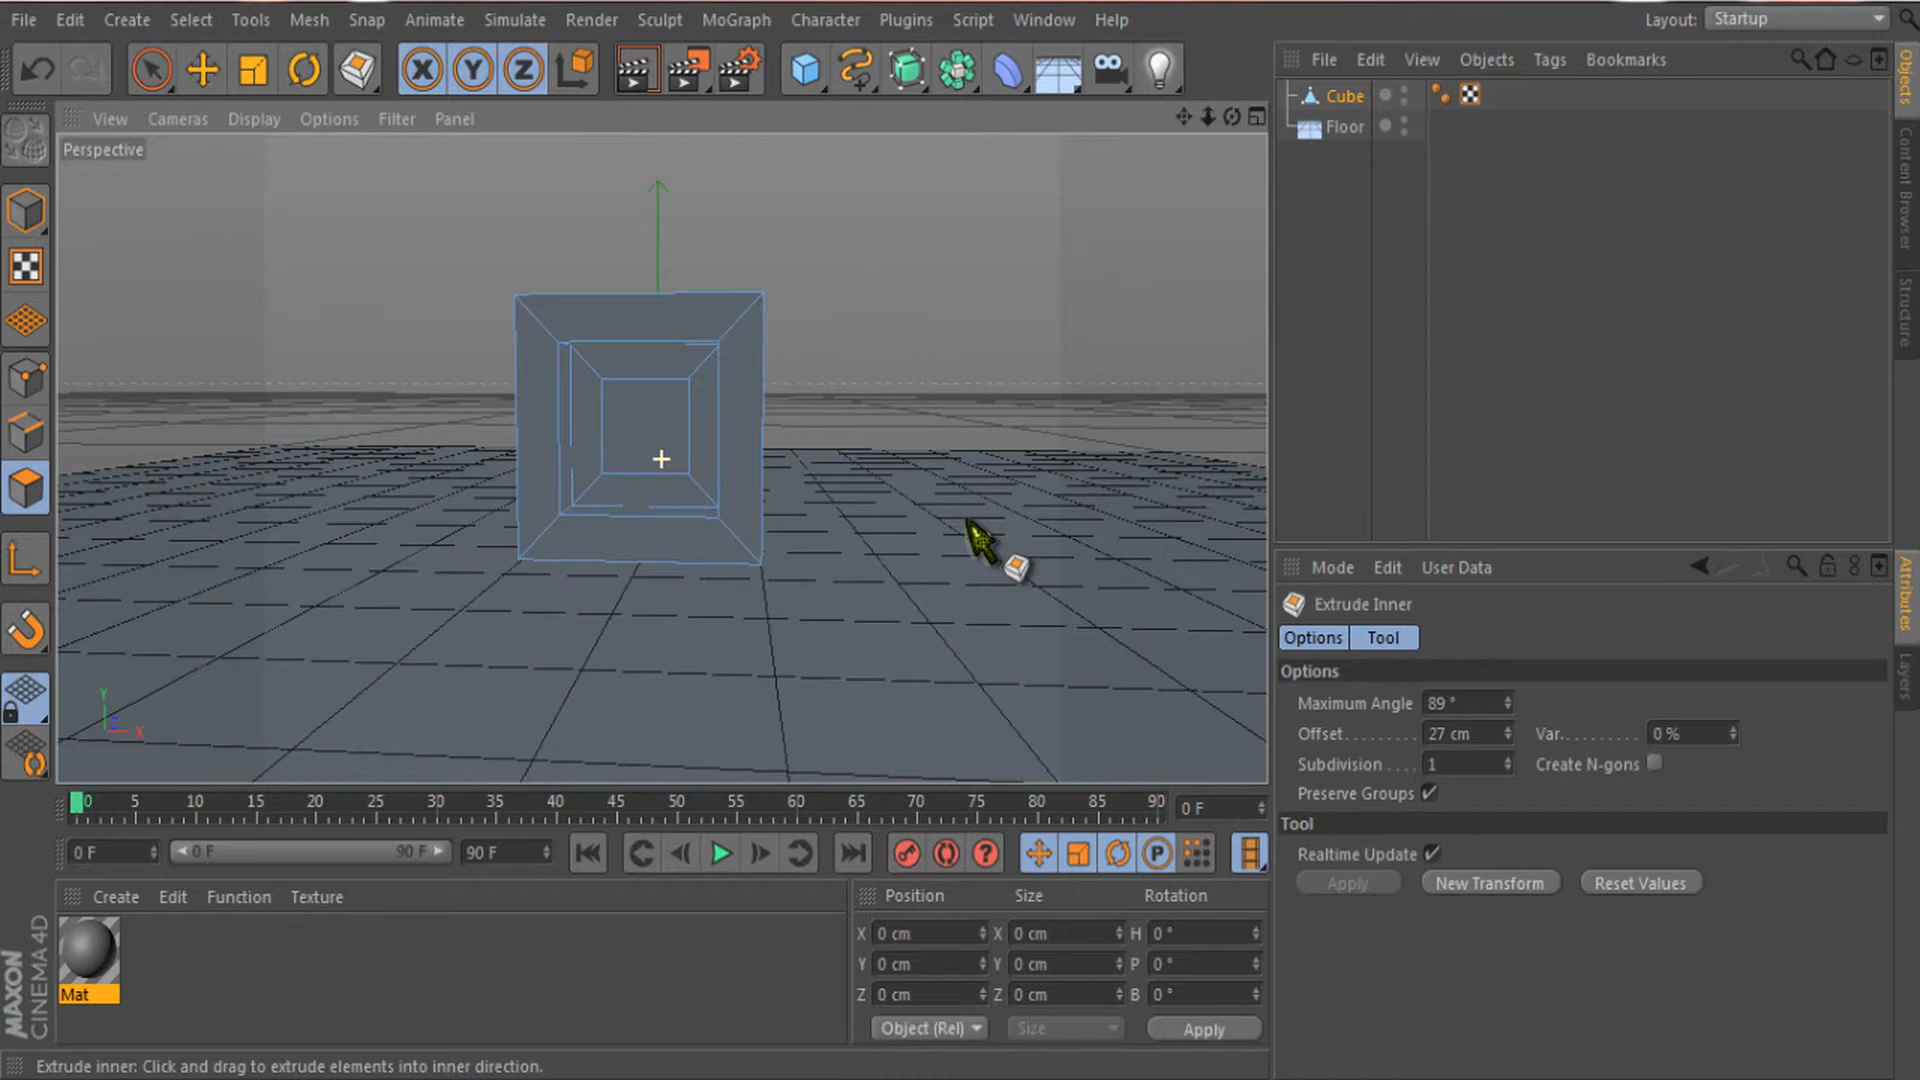 File Edit Create Select Tools Mesh Snap Animate Simulate Render Sculpt MoGraph Character Plugins Script Window Help Layout: Startup
X Y Z
File Edit View Objects Tags Bookmarks
Objects
Content Browser
Structure
Cube
Floor
View Cameras Display Options Filter Panel
Perspective
Y
Z
X
Mode Edit User Data
Attributes
Layers
Extrude Inner
Options Tool
Options
Maximum Angle 89 °
Offset........ 27 cm Var......... 0 %
Subdivision .... 1 Create N-gons
Preserve Groups ✓
Tool
Realtime Update ✓
Apply New Transform Reset Values
0 5 10 15 20 25 30 35 40 45 50 55 60 65 70 75 80 85 90 0 F
0 F 0 F 90 F 90 F
? P
Create Edit Function Texture
Mat
Position Size Rotation
X 0 cm X 0 cm H 0 °
Y 0 cm Y 0 cm P 0 °
Z 0 cm Z 0 cm B 0 °
Object (Rel) Size Apply
MAXON
CINEMA 4D
Extrude inner: Click and drag to extrude elements into inner direction.